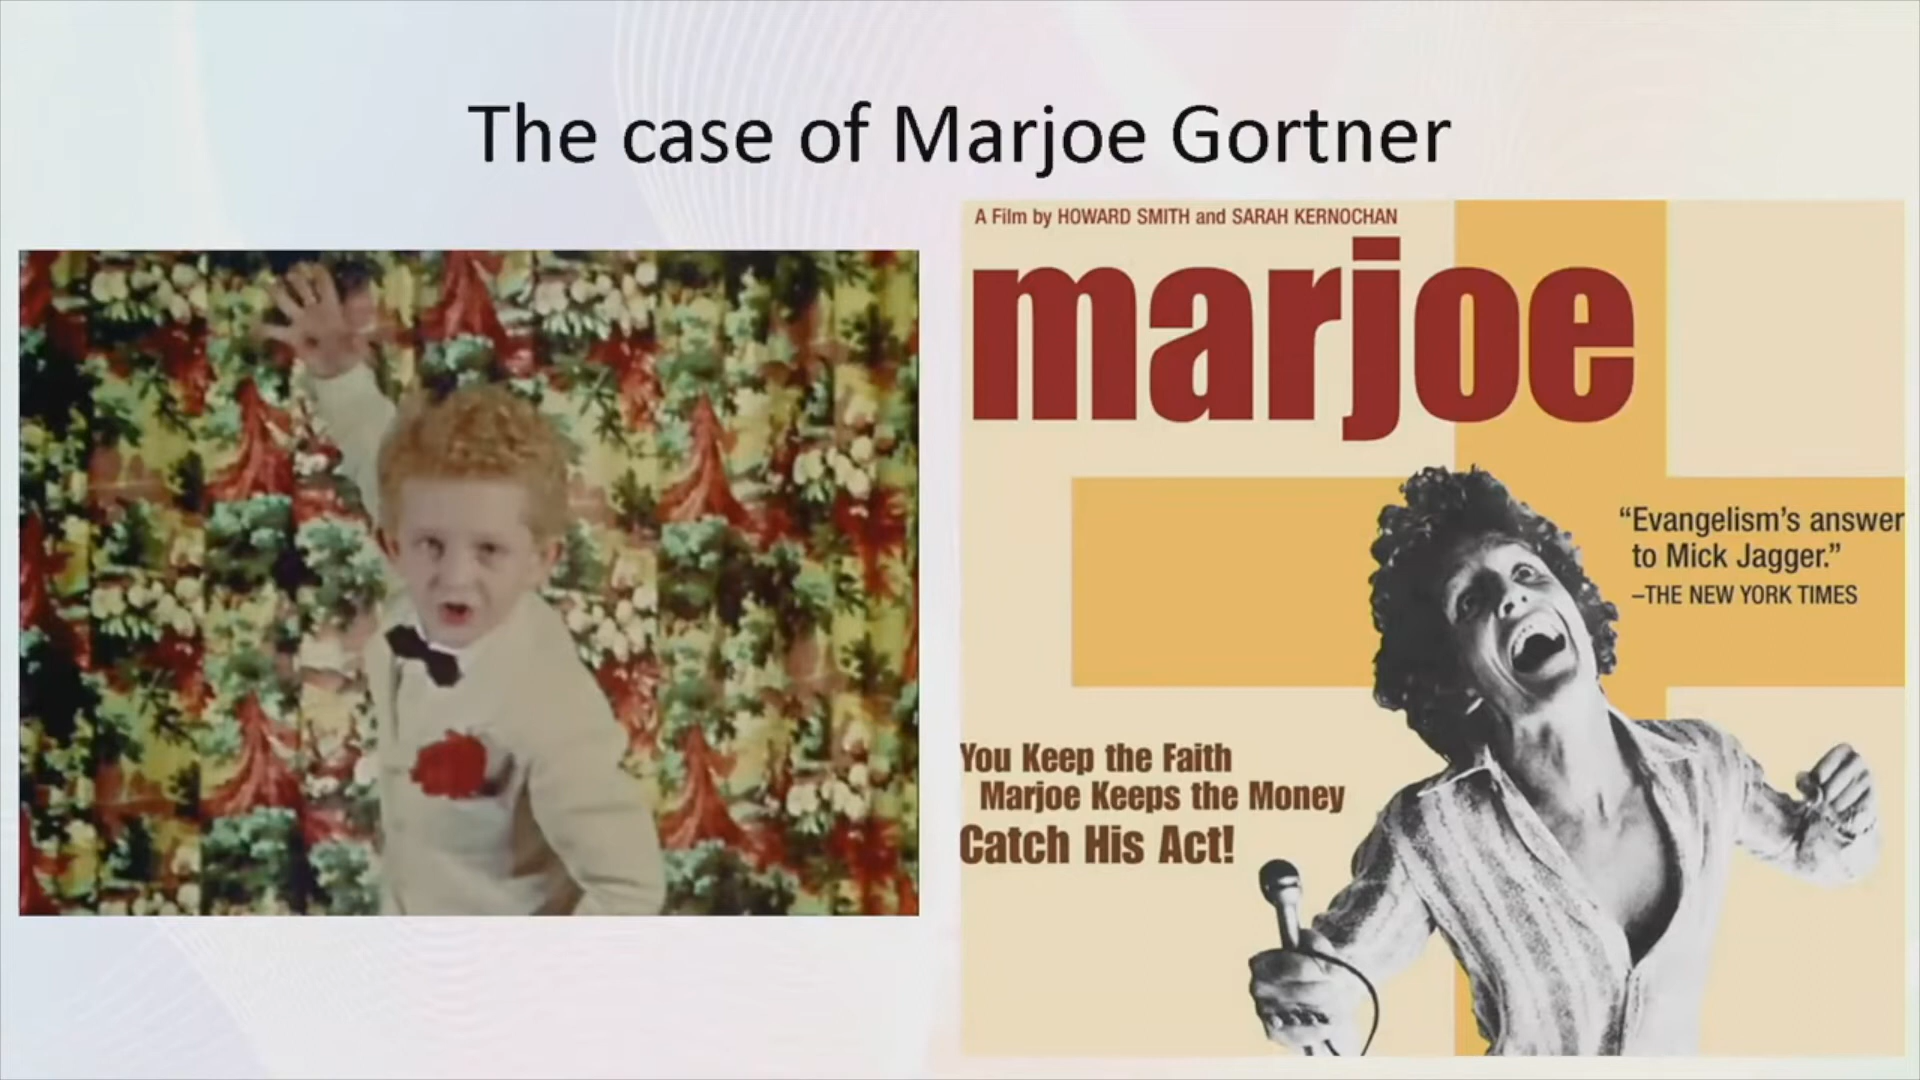 The case of Marjoe Gortner
A Film by HOWARD SMITH and SARAH KERNOCHAN
marjoe
“Evangelism’s answer
to Mick Jagger.”
–THE NEW YORK TIMES
You Keep the Faith
Marjoe Keeps the Money
Catch His Act!